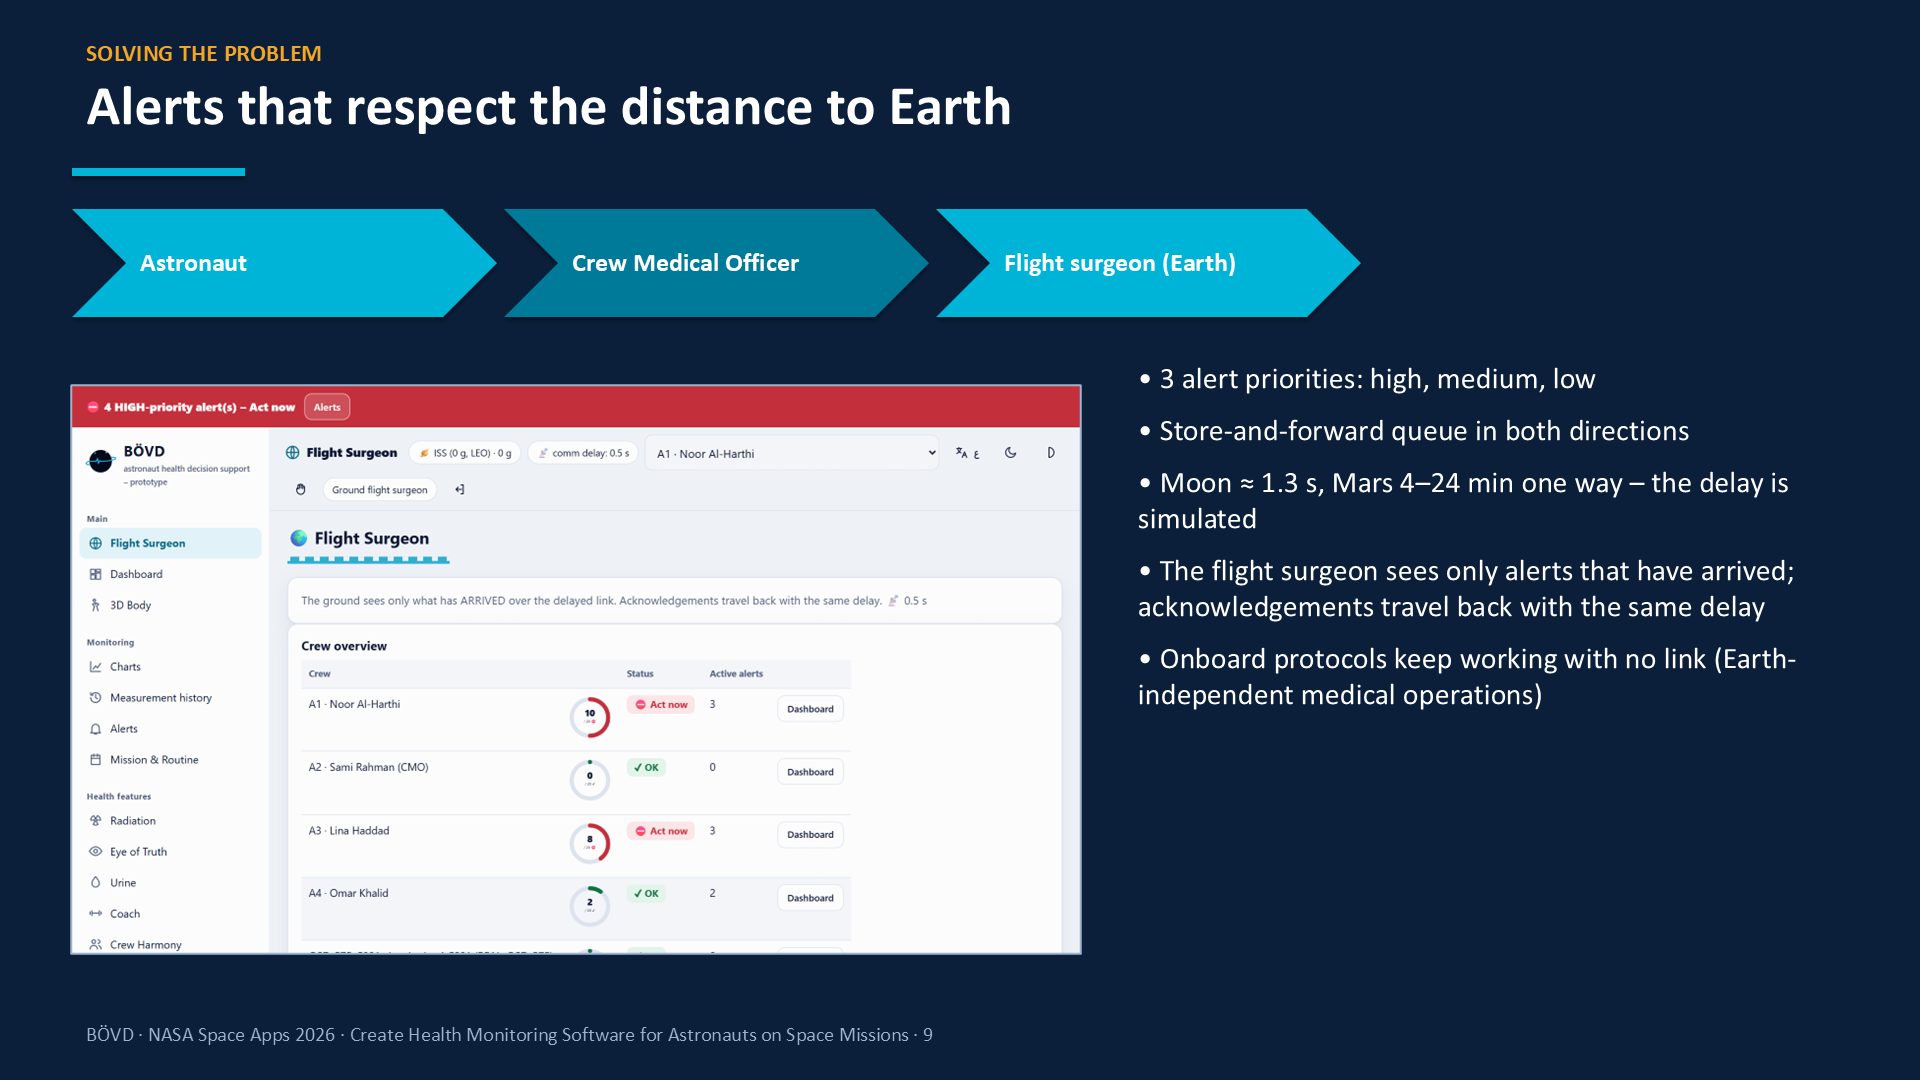 SOLVING THE PROBLEM
Alerts that respect the distance to Earth
Astronaut
Crew Medical Officer
Flight surgeon (Earth)
4 HIGH-priority alert(s) – Act now
Alerts
BÖVD
astronaut health decision support
– prototype
Main
Flight Surgeon
Dashboard
3D Body
Monitoring
Charts
Measurement history
Alerts
Mission & Routine
Health features
Radiation
Eye of Truth
Urine
Coach
Crew Harmony
Flight Surgeon
ISS (0 g, LEO) · 0 g
comm delay: 0.5 s
A1 · Noor Al-Harthi
ع
D
Ground flight surgeon
Flight Surgeon
The ground sees only what has ARRIVED over the delayed link. Acknowledgements travel back with the same delay. 0.5 s
Crew overview
Crew Status Active alerts
A1 · Noor Al-Harthi 10 Act now 3 Dashboard
A2 · Sami Rahman (CMO) 0 ✓ OK 0 Dashboard
A3 · Lina Haddad 8 Act now 3 Dashboard
A4 · Omar Khalid 2 ✓ OK 2 Dashboard
• 3 alert priorities: high, medium, low
• Store-and-forward queue in both directions
• Moon ≈ 1.3 s, Mars 4–24 min one way – the delay is
simulated
• The flight surgeon sees only alerts that have arrived;
acknowledgements travel back with the same delay
• Onboard protocols keep working with no link (Earth-
independent medical operations)
BÖVD · NASA Space Apps 2026 · Create Health Monitoring Software for Astronauts on Space Missions · 9